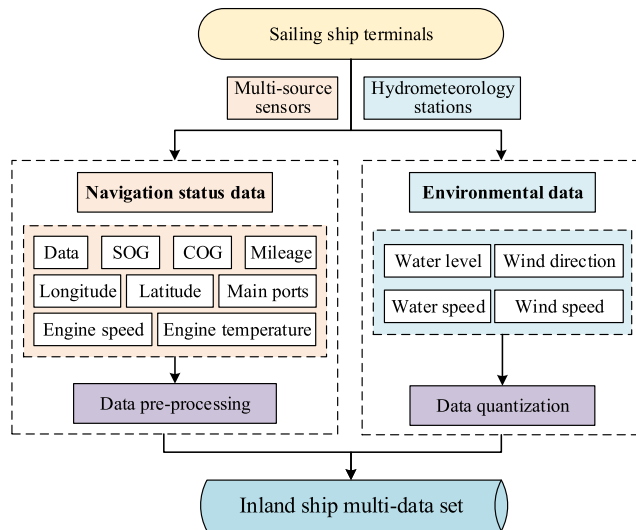 Sailing ship terminals
Multi-source
sensors
Hydrometeorology
stations
Navigation status data
Data
SOG
COG
Mileage
Longitude
Latitude
Main ports
Engine speed
Engine temperature
Data pre-processing
Environmental data
Water level
Wind direction
Water speed
Wind speed
Data quantization
Inland ship multi-data set